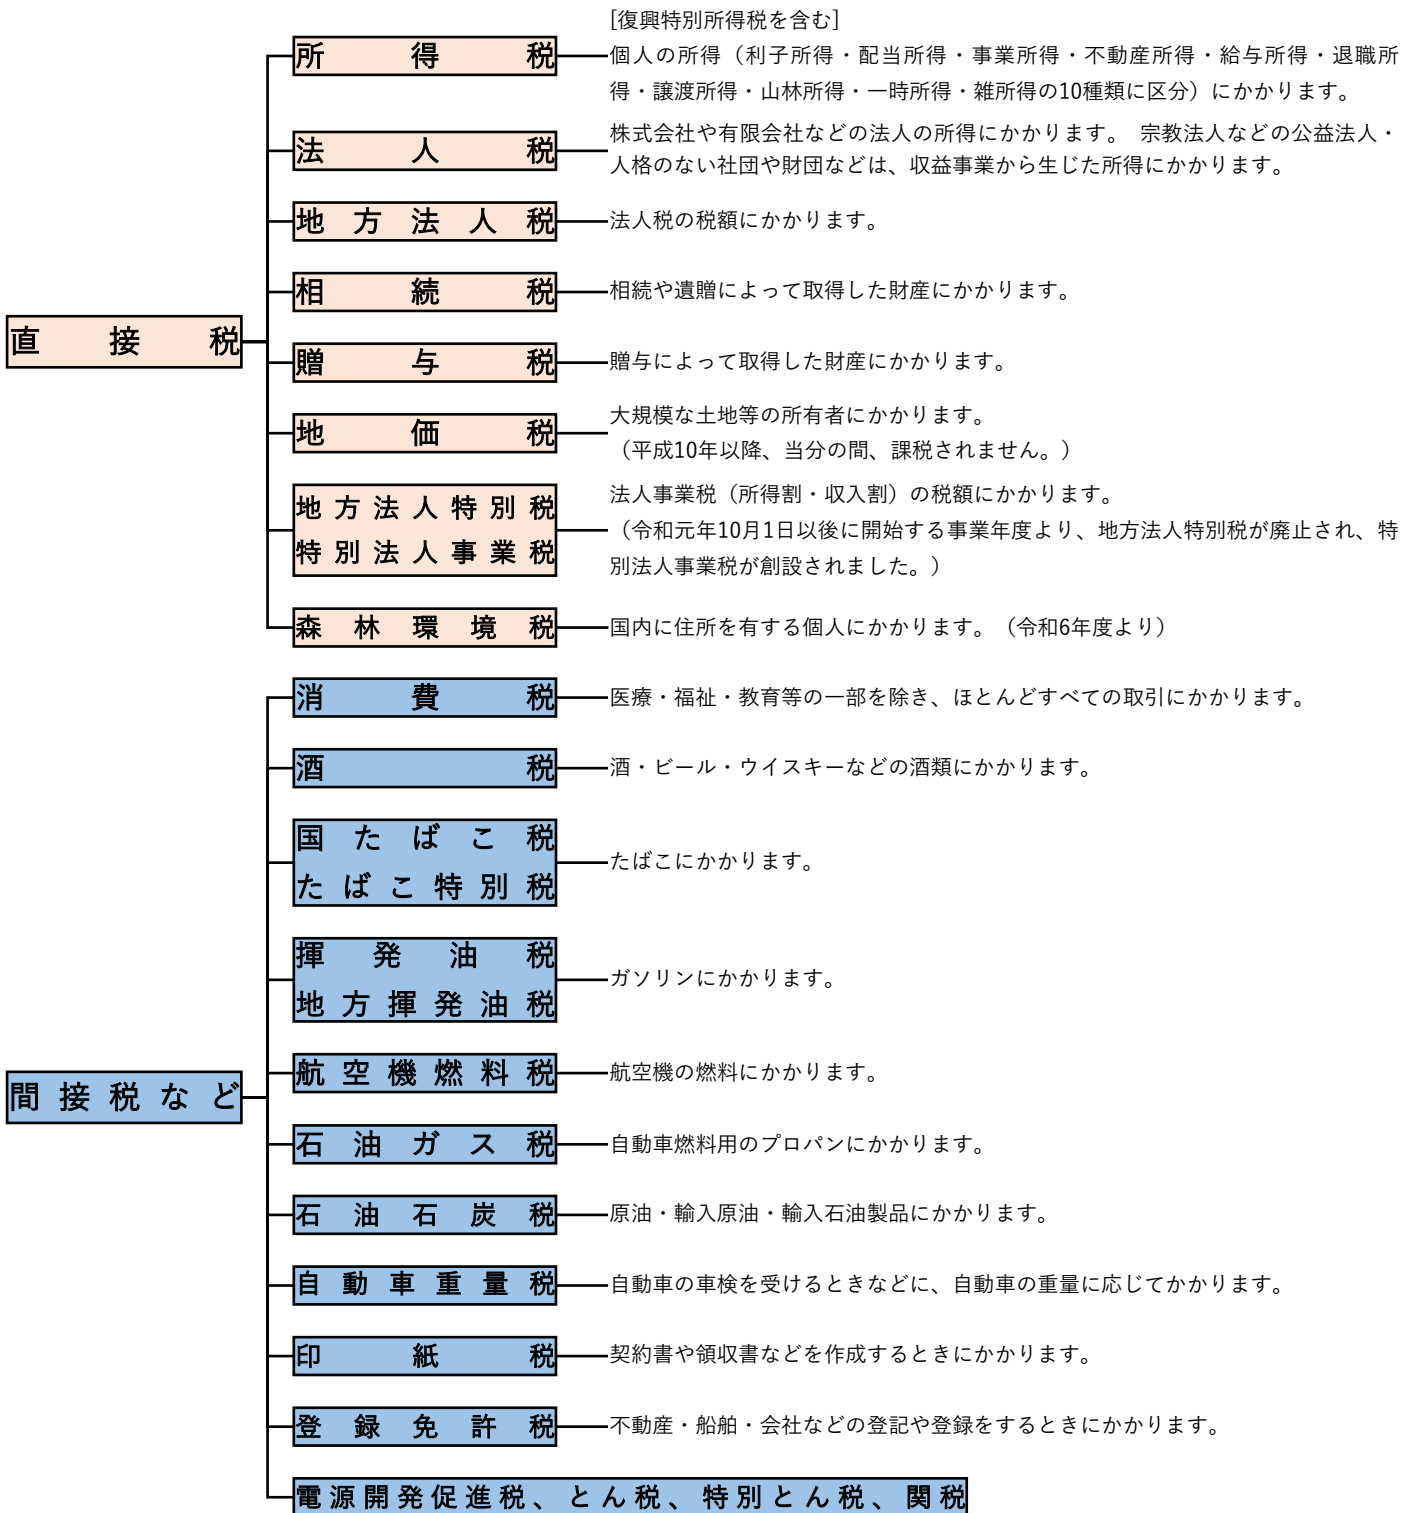 直接税
所得税
[復興特別所得税を含む]
個人の所得（利子所得・配当所得・事業所得・不動産所得・給与所得・退職所
得・譲渡所得・山林所得・一時所得・雑所得の10種類に区分）にかかります。
法人税
株式会社や有限会社などの法人の所得にかかります。 宗教法人などの公益法人・
人格のない社団や財団などは、収益事業から生じた所得にかかります。
地方法人税
法人税の税額にかかります。
相続税
相続や遺贈によって取得した財産にかかります。
贈与税
贈与によって取得した財産にかかります。
地価税
大規模な土地等の所有者にかかります。
（平成10年以降、当分の間、課税されません。）
地方法人特別税
特別法人事業税
法人事業税（所得割・収入割）の税額にかかります。
（令和元年10月1日以後に開始する事業年度より、地方法人特別税が廃止され、特
別法人事業税が創設されました。）
森林環境税
国内に住所を有する個人にかかります。（令和6年度より）
間接税など
消費税
医療・福祉・教育等の一部を除き、ほとんどすべての取引にかかります。
酒税
酒・ビール・ウイスキーなどの酒類にかかります。
国たばこ税
たばこ特別税
たばこにかかります。
揮発油税
地方揮発油税
ガソリンにかかります。
航空機燃料税
航空機の燃料にかかります。
石油ガス税
自動車燃料用のプロパンにかかります。
石油石炭税
原油・輸入原油・輸入石油製品にかかります。
自動車重量税
自動車の車検を受けるときなどに、自動車の重量に応じてかかります。
印紙税
契約書や領収書などを作成するときにかかります。
登録免許税
不動産・船舶・会社などの登記や登録をするときにかかります。
電源開発促進税、とん税、特別とん税、関税